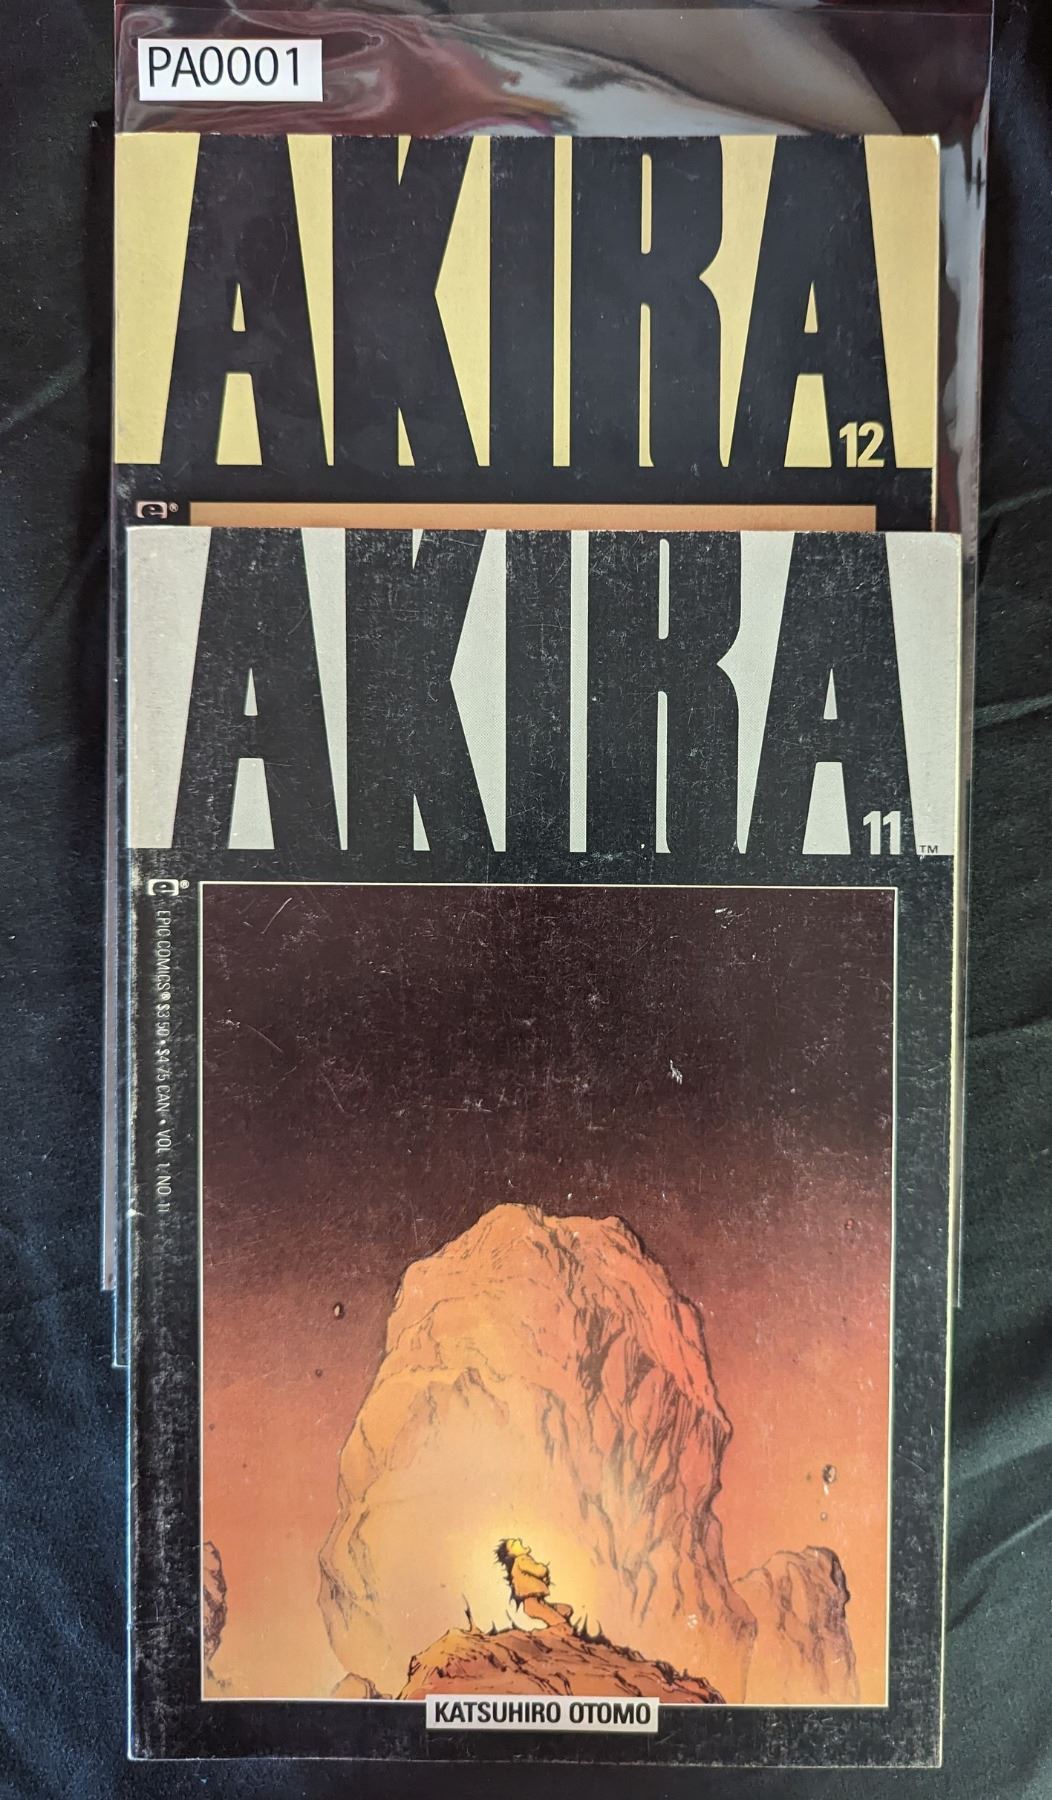 PA0001
AKIRA
12
e®
AKIRA
11
TM
e® EPIC COMICS® $3.50 • $4.75 CAN • VOL. 1, NO. 11
KATSUHIRO OTOMO